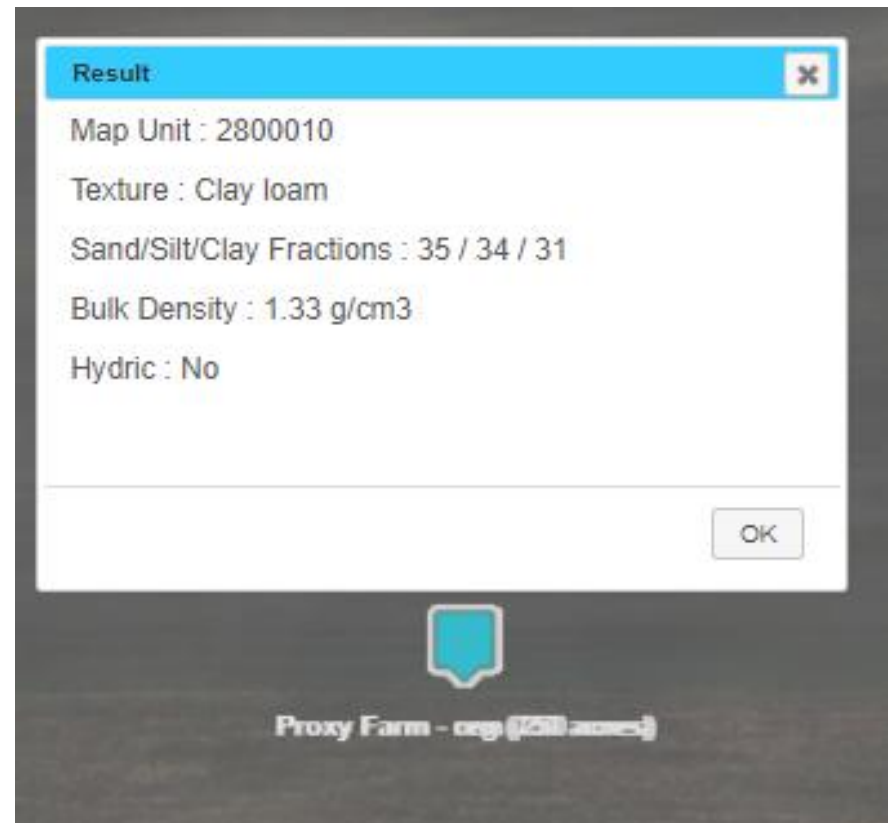 Result
Map Unit : 2800010
Texture : Clay loam
Sand/Silt/Clay Fractions : 35 / 34 / 31
Bulk Density : 1.33 g/cm3
Hydric : No
OK
Proxy Farm -